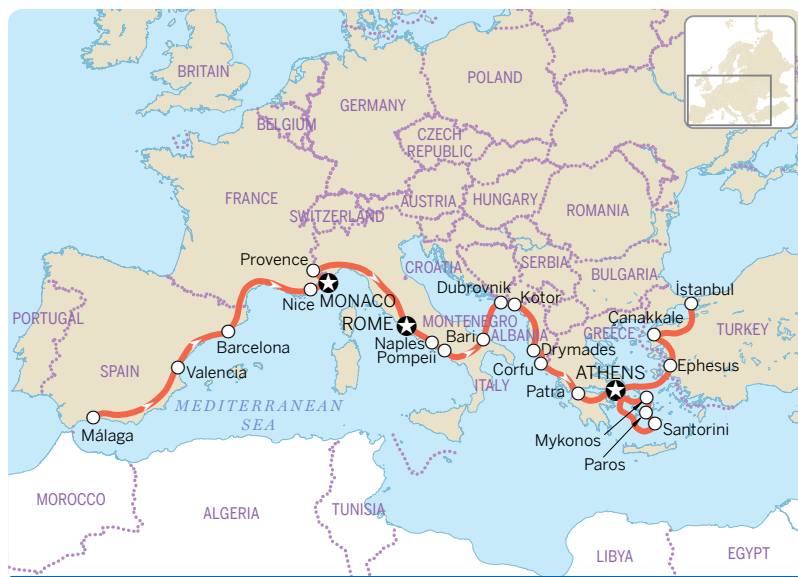 BRITAIN
POLAND
GERMANY
BELGIUM
CZECH
REPUBLIC
FRANCE
AUSTRIA
HUNGARY
SWITZERLAND
ROMANIA
Provence
CROATIA
SERBIA
BULGARIA
Dubrovnik
Kotor
İstanbul
Nice
MONACO
PORTUGAL
ROME
MONTENEGRO
Çanakkale
GREECE
TURKEY
Barcelona
Naples
Bari
ALBANIA
Pompeii
Drymades
SPAIN
Valencia
Corfu
ATHENS
Ephesus
ITALY
Patra
MEDITERRANEAN
SEA
Málaga
Mykonos
Santorini
Paros
MOROCCO
ALGERIA
TUNISIA
LIBYA
EGYPT